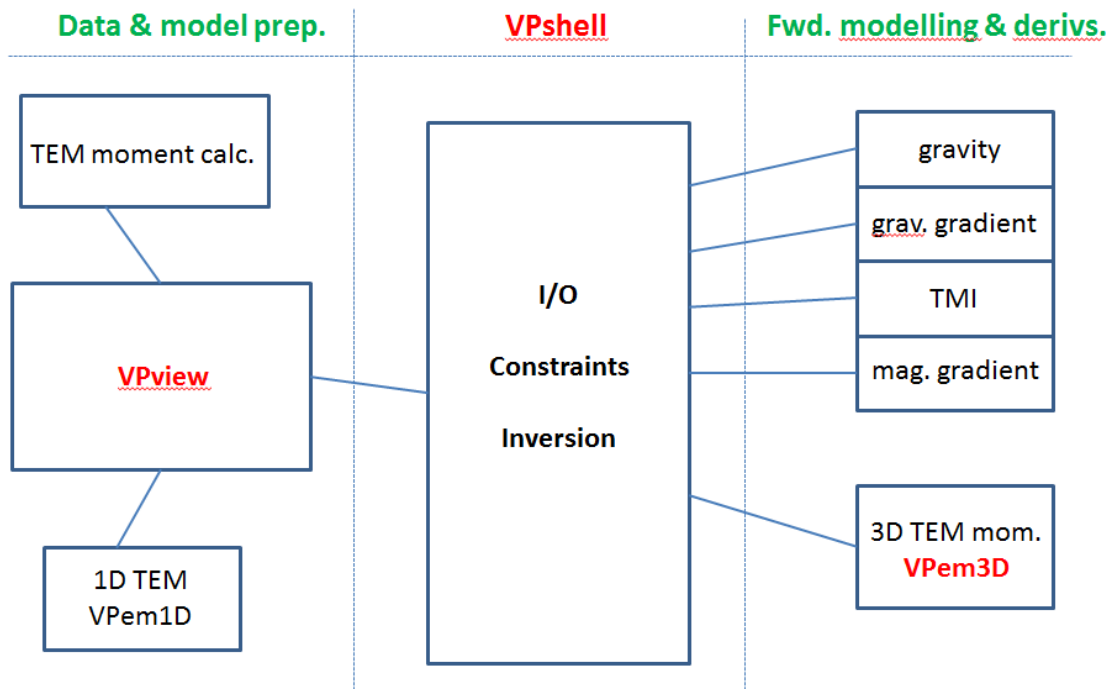 Data & model prep.
VPshell
Fwd. modelling & derivs.
TEM moment calc.
VPview
1D TEM
VPem1D
I/O
Constraints
Inversion
gravity
grav. gradient
TMI
mag. gradient
3D TEM mom.
VPem3D